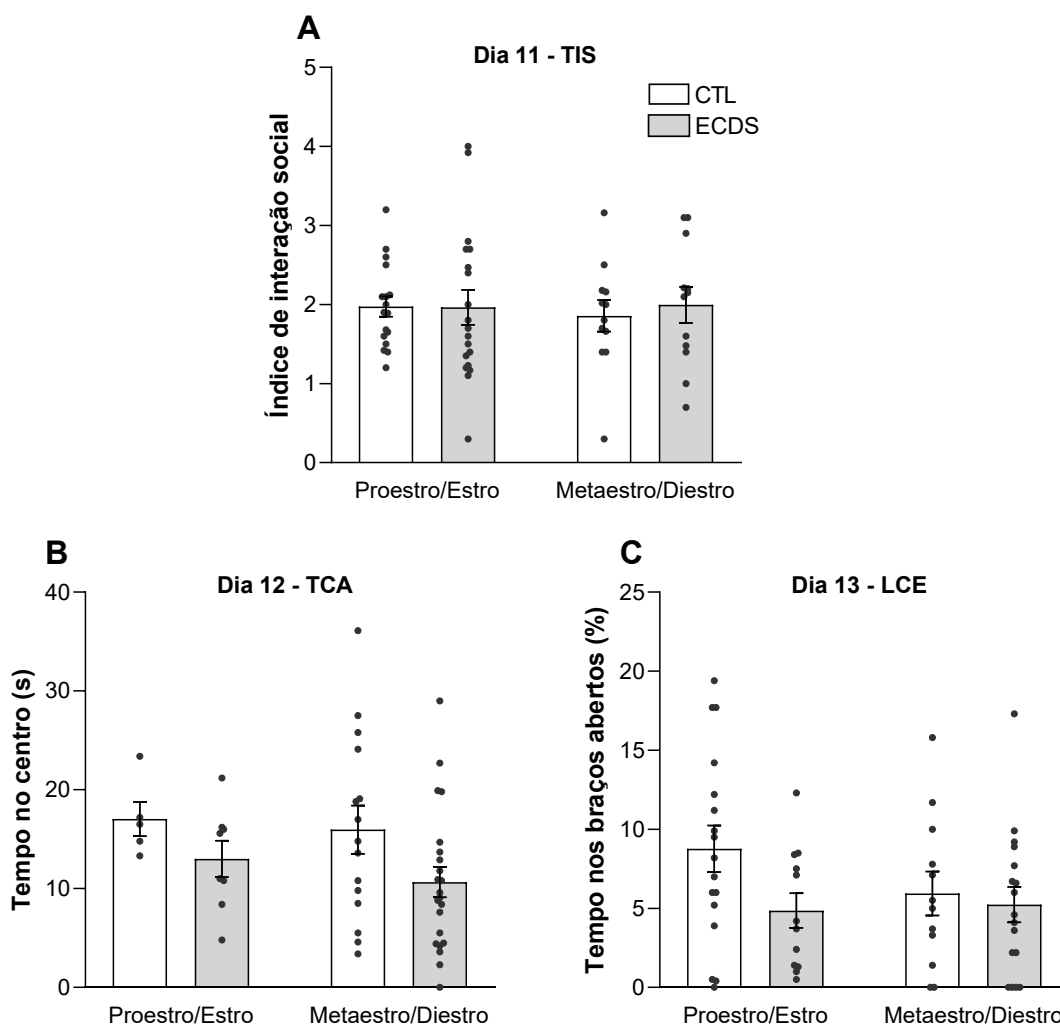 A
Dia 11 - TIS
Índice de interação social
5
4
3
2
1
0
CTL
ECDS
Proestro/Estro
Metaestro/Diestro
B
Dia 12 - TCA
Tempo no centro (s)
40
30
20
10
0
Proestro/Estro
Metaestro/Diestro
C
Dia 13 - LCE
Tempo nos braços abertos (%)
25
20
15
10
5
0
Proestro/Estro
Metaestro/Diestro